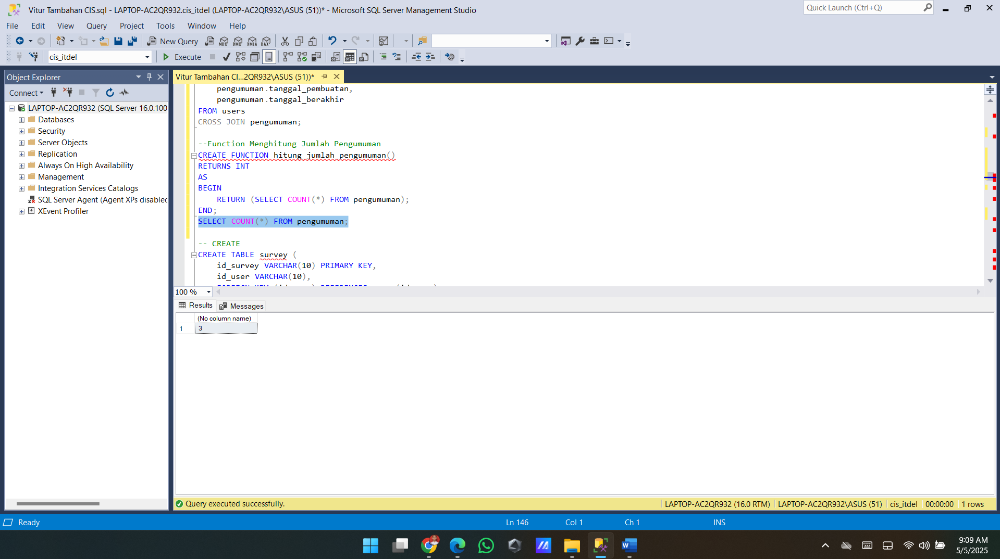 Vitur Tambahan CIS.sql - LAPTOP-AC2QR932.cis_itdel (LAPTOP-AC2QR932\ASUS (51))* - Microsoft SQL Server Management Studio
Quick Launch (Ctrl+Q)
File Edit View Query Project Tools Window Help
New Query MDX DMX XMLA DAX
cis_itdel Execute
Object Explorer
Connect
LAPTOP-AC2QR932 (SQL Server 16.0.100
Databases
Security
Server Objects
Replication
Always On High Availability
Management
Integration Services Catalogs
SQL Server Agent (Agent XPs disabled
XEvent Profiler
Vitur Tambahan CI...2QR932\ASUS (51))*
pengumuman.tanggal_pembuatan,
pengumuman.tanggal_berakhir
FROM users
CROSS JOIN pengumuman;
--Function Menghitung Jumlah Pengumuman
CREATE FUNCTION hitung_jumlah_pengumuman()
RETURNS INT
AS
BEGIN
RETURN (SELECT COUNT(*) FROM pengumuman);
END;
SELECT COUNT(*) FROM pengumuman;
-- CREATE
CREATE TABLE survey (
id_survey VARCHAR(10) PRIMARY KEY,
id_user VARCHAR(10),
100 %
Results Messages
(No column name)
1 3
Query executed successfully.
LAPTOP-AC2QR932 (16.0 RTM) LAPTOP-AC2QR932\ASUS (51) cis_itdel 00:00:00 1 rows
Ready Ln 146 Col 1 Ch 1 INS
9:09 AM
5/5/2025